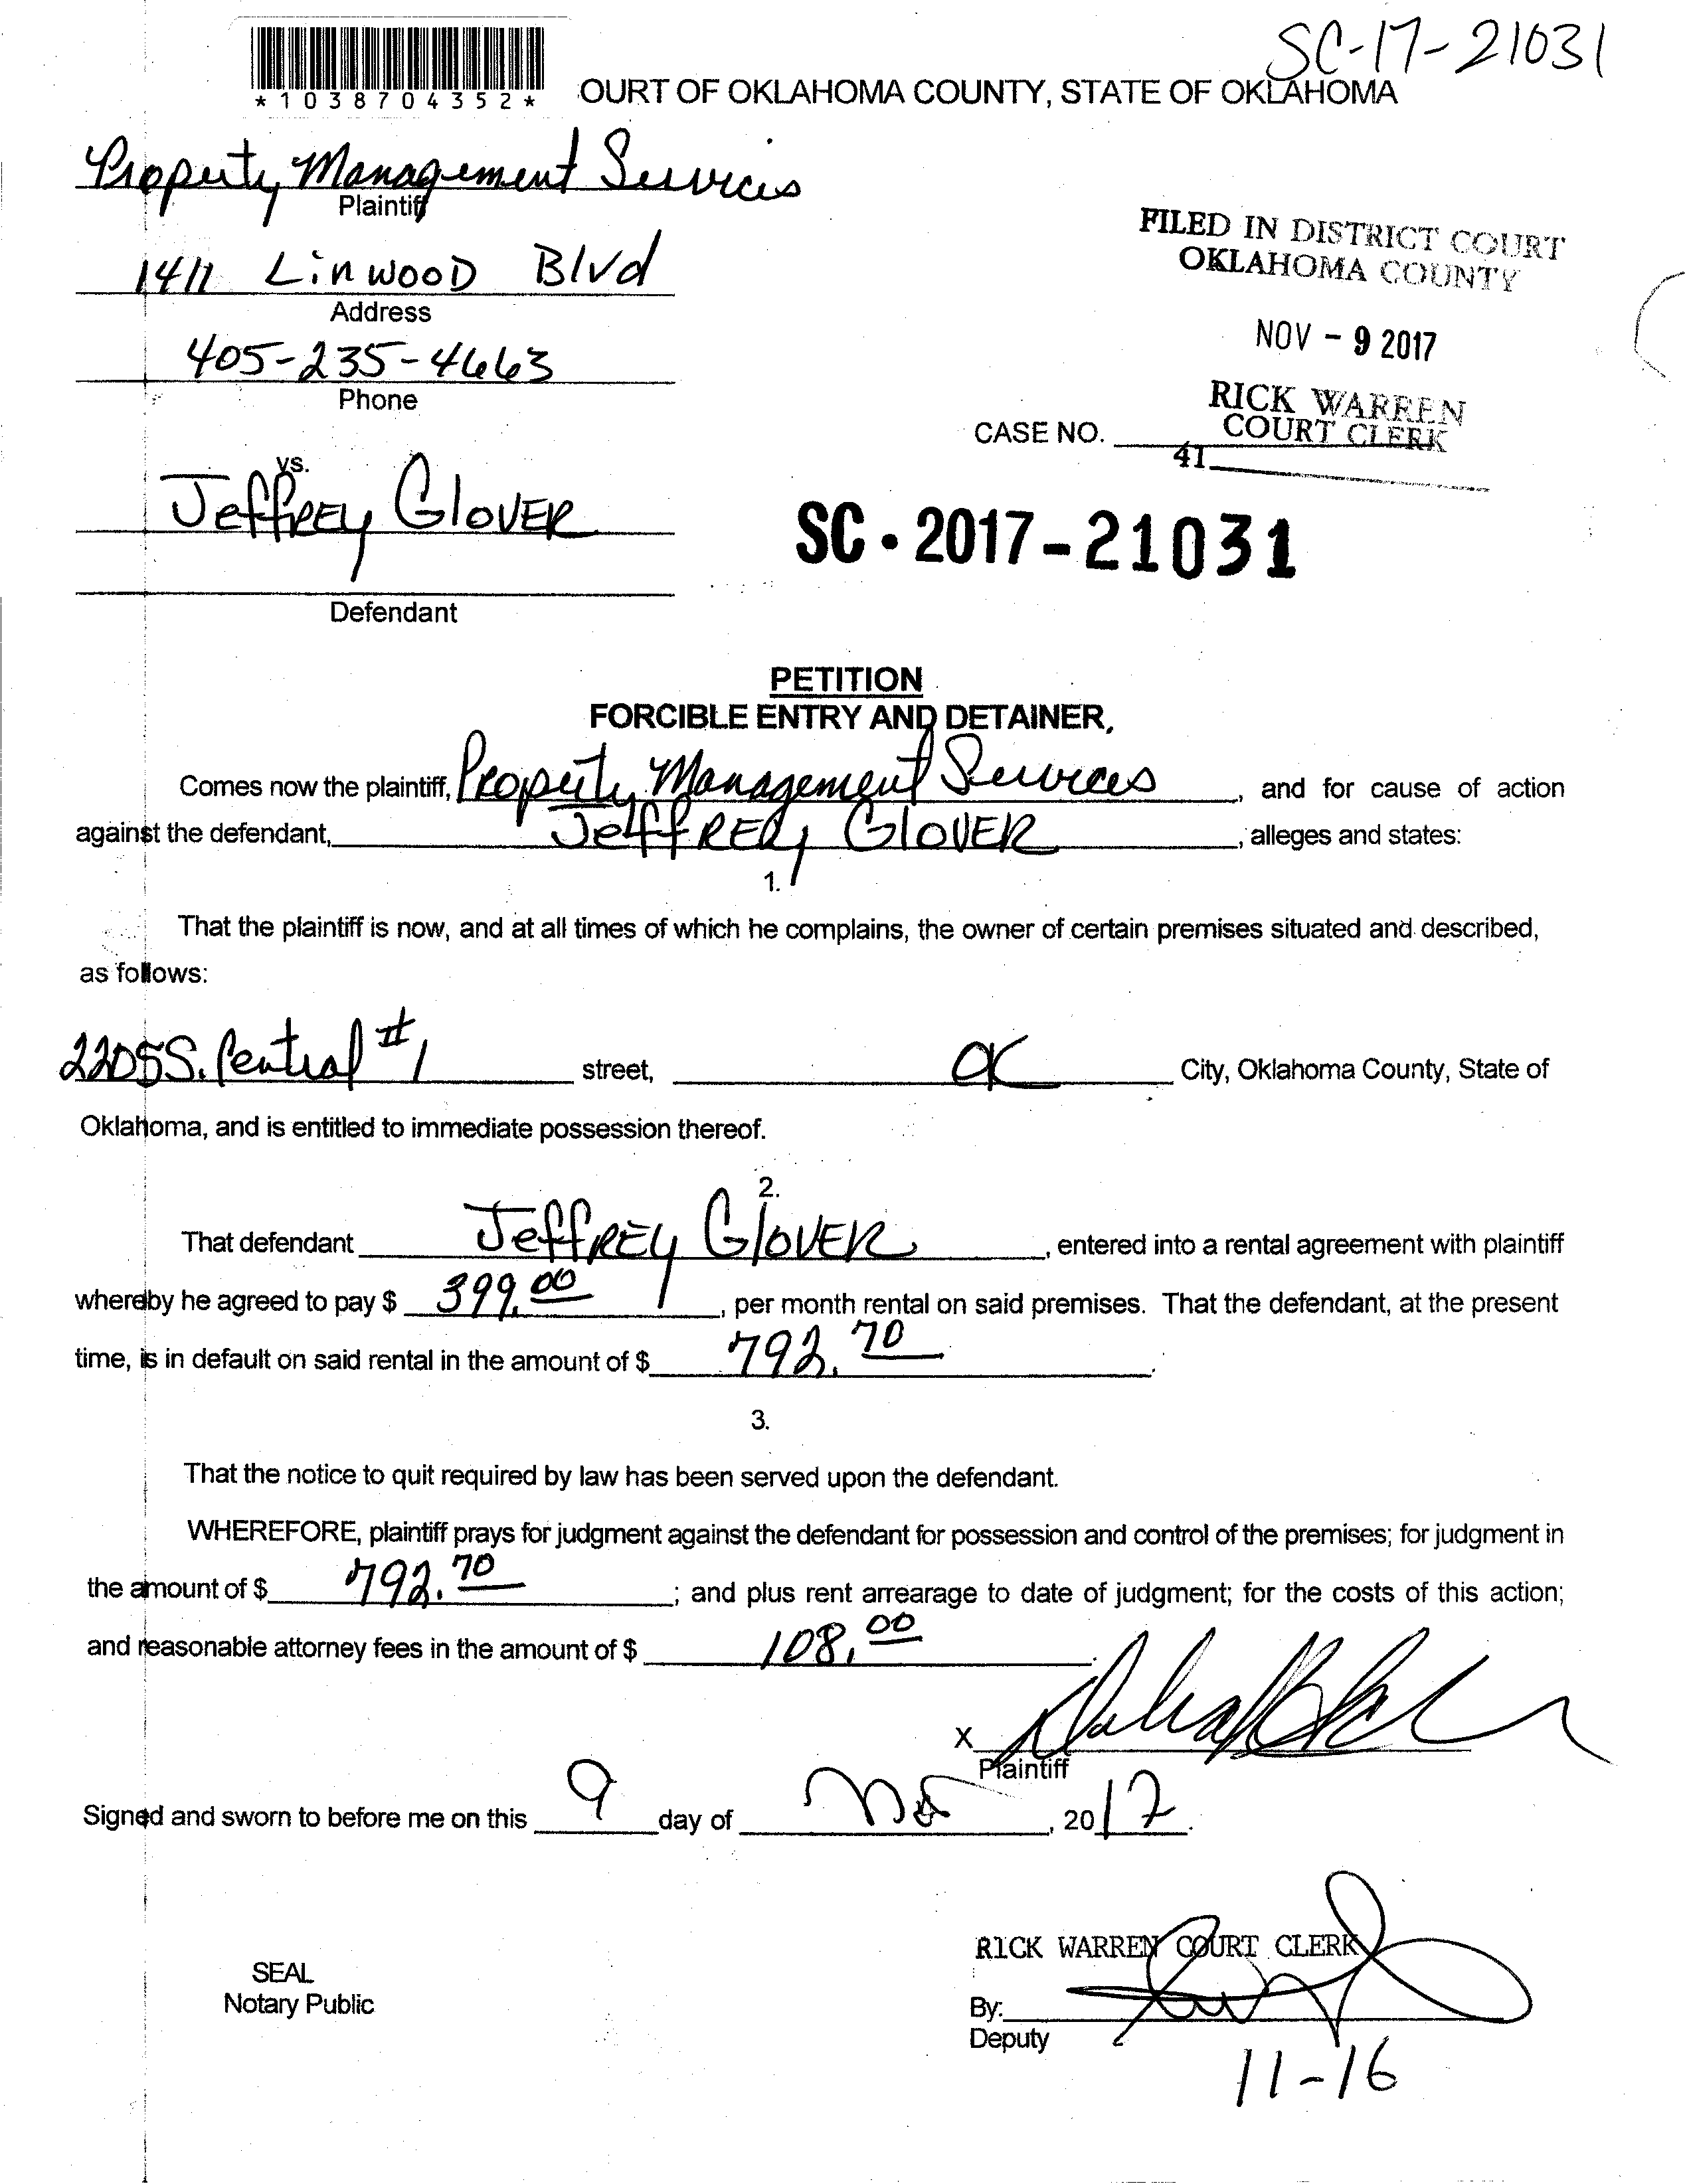 SC-17-21031
*1038704352*
OURT OF OKLAHOMA COUNTY, STATE OF OKLAHOMA
Property Management Services
Plaintiff
1411 LinwooD Blvd
Address
405-235-4663
Phone
FILED IN DISTRICT COURT
OKLAHOMA COUNTY
NOV - 9 2017
RICK WARREN
COURT CLERK
CASE NO.
41
vs.
JeffREy GlovER
Defendant
SC • 2017-21031
PETITION
FORCIBLE ENTRY AND DETAINER,
Comes now the plaintiff, Property Management Services, and for cause of action
against the defendant, JeffREy GlOVER, alleges and states:
1.
That the plaintiff is now, and at all times of which he complains, the owner of certain premises situated and described,
as follows:
2205 S. Central #1 street, OK City, Oklahoma County, State of
Oklahoma, and is entitled to immediate possession thereof.
2.
That defendant JeffREy GlOVER, entered into a rental agreement with plaintiff
whereby he agreed to pay $ 399.00, per month rental on said premises. That the defendant, at the present
time, is in default on said rental in the amount of $ 792.70.
3.
That the notice to quit required by law has been served upon the defendant.
WHEREFORE, plaintiff prays for judgment against the defendant for possession and control of the premises; for judgment in
the amount of $ 792.70; and plus rent arrearage to date of judgment; for the costs of this action;
and reasonable attorney fees in the amount of $ 108.00.
X
Plaintiff
Signed and sworn to before me on this 9 day of Nov, 2017.
RICK WARREN COURT CLERK
SEAL
Notary Public
By:
Deputy
11-16